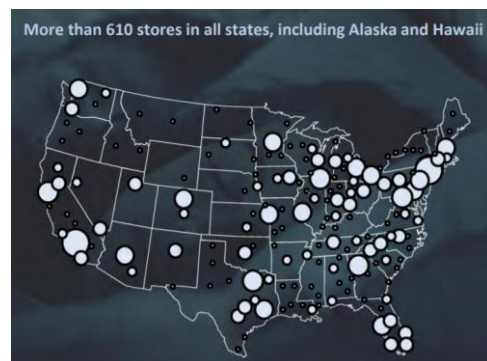 More than 610 stores in all states, including Alaska and Hawaii